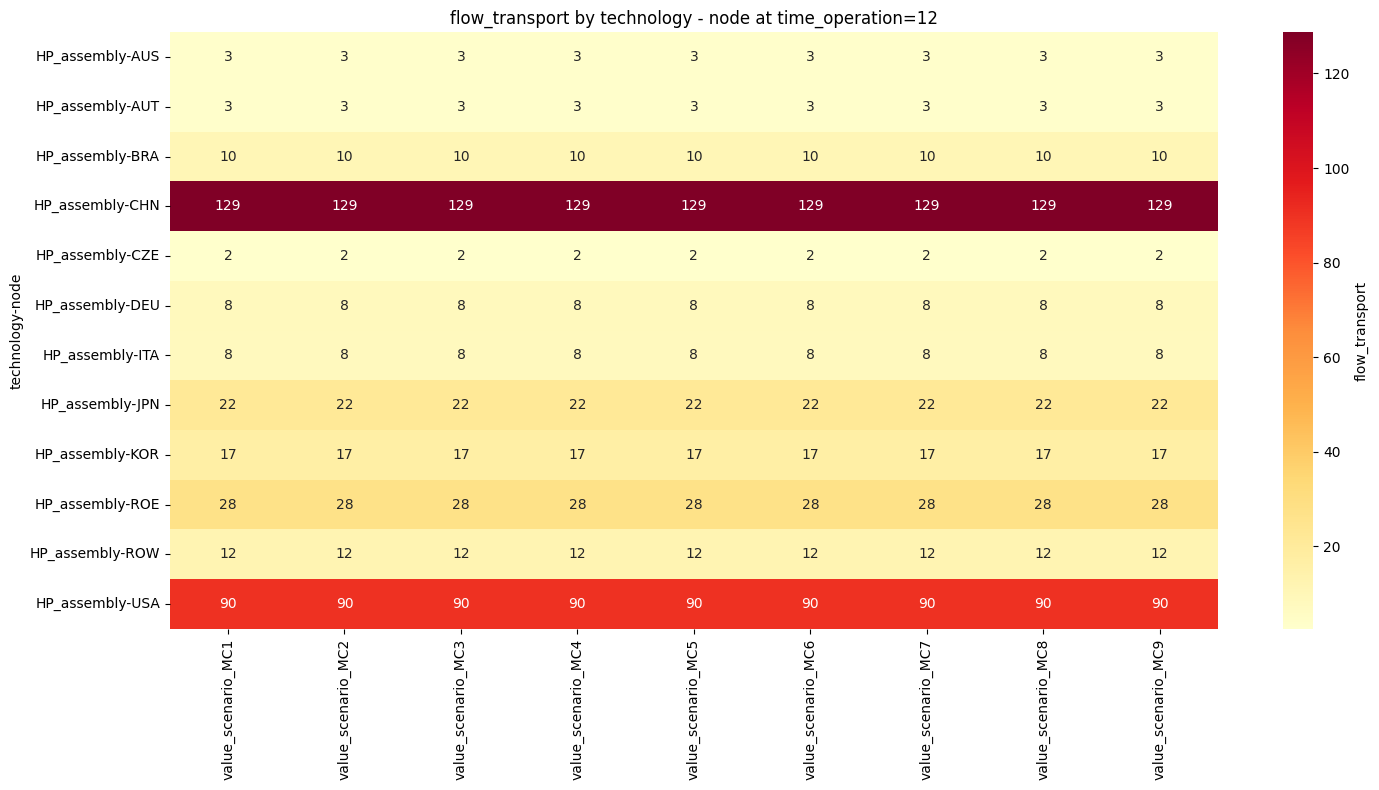 flow_transport by technology - node at time_operation=12
technology-node
HP_assembly-AUS 3 3 3 3 3 3 3 3 3
HP_assembly-AUT 3 3 3 3 3 3 3 3 3
HP_assembly-BRA 10 10 10 10 10 10 10 10 10
HP_assembly-CHN 129 129 129 129 129 129 129 129 129
HP_assembly-CZE 2 2 2 2 2 2 2 2 2
HP_assembly-DEU 8 8 8 8 8 8 8 8 8
HP_assembly-ITA 8 8 8 8 8 8 8 8 8
HP_assembly-JPN 22 22 22 22 22 22 22 22 22
HP_assembly-KOR 17 17 17 17 17 17 17 17 17
HP_assembly-ROE 28 28 28 28 28 28 28 28 28
HP_assembly-ROW 12 12 12 12 12 12 12 12 12
HP_assembly-USA 90 90 90 90 90 90 90 90 90
value_scenario_MC1
value_scenario_MC2
value_scenario_MC3
value_scenario_MC4
value_scenario_MC5
value_scenario_MC6
value_scenario_MC7
value_scenario_MC8
value_scenario_MC9
120
100
80
60
40
20
flow_transport